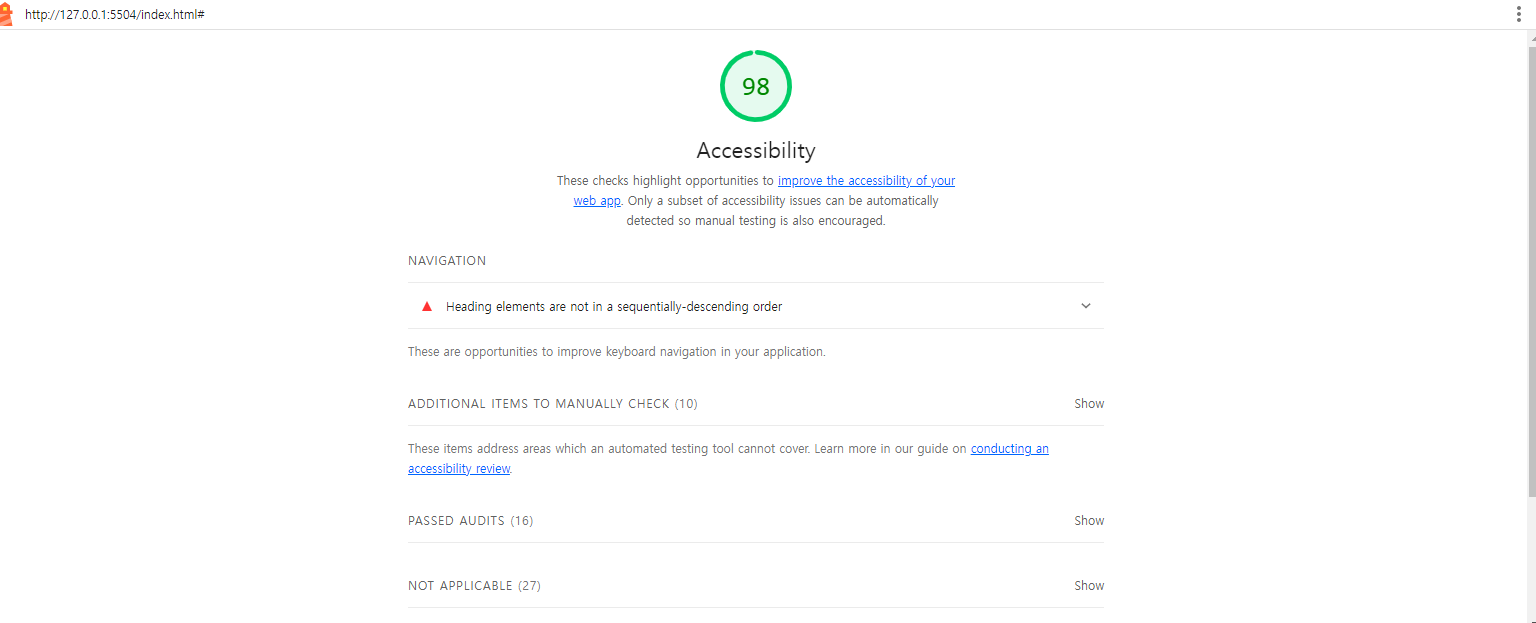 http://127.0.0.1:5504/index.html#
98
Accessibility
These checks highlight opportunities to improve the accessibility of your
web app. Only a subset of accessibility issues can be automatically
detected so manual testing is also encouraged.
NAVIGATION
Heading elements are not in a sequentially-descending order
These are opportunities to improve keyboard navigation in your application.
ADDITIONAL ITEMS TO MANUALLY CHECK (10) Show
These items address areas which an automated testing tool cannot cover. Learn more in our guide on conducting an
accessibility review.
PASSED AUDITS (16) Show
NOT APPLICABLE (27) Show